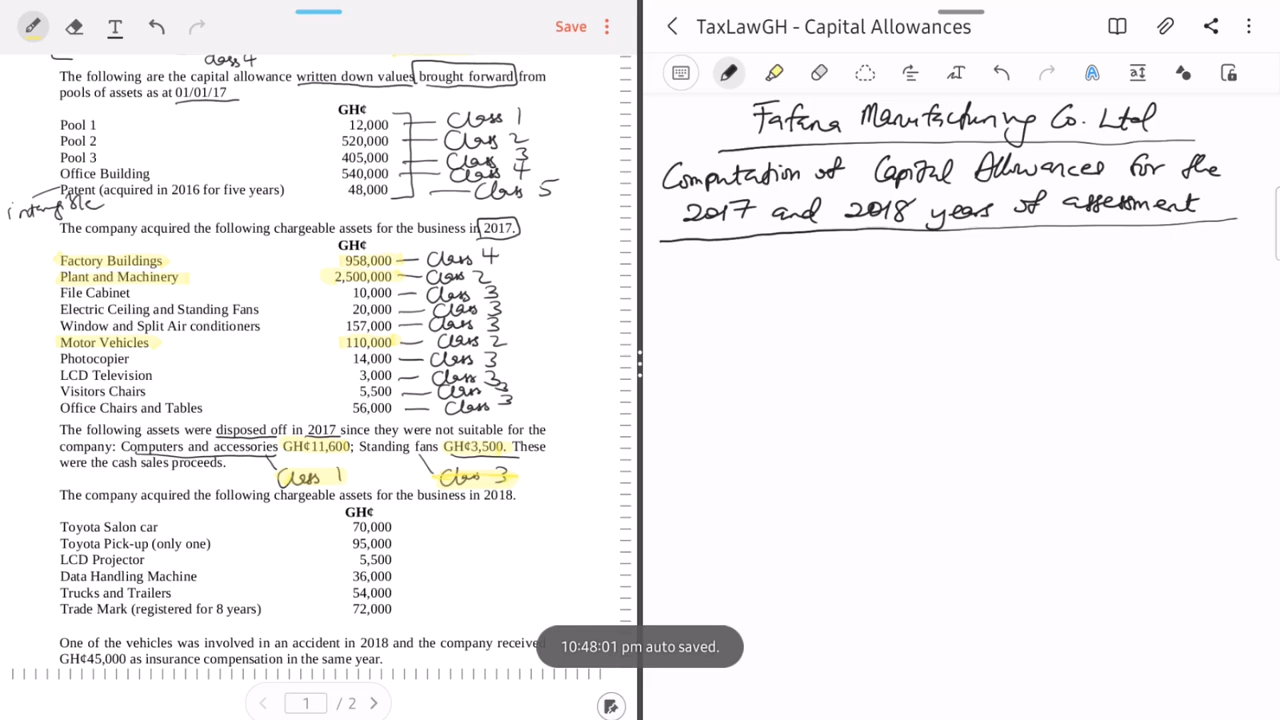 Save
Class 4
The following are the capital allowance written down values brought forward from
pools of assets as at 01/01/17
GH¢
Pool 1 12,000 Class 1
Pool 2 520,000 Class 2
Pool 3 405,000 Class 3
Office Building 540,000 Class 4
Patent (acquired in 2016 for five years) 48,000 Class 5
intangible
The company acquired the following chargeable assets for the business in 2017.
GH¢
Factory Buildings 958,000 Class 4
Plant and Machinery 2,500,000 Class 2
File Cabinet 10,000 Class 3
Electric Ceiling and Standing Fans 20,000 Class 3
Window and Split Air conditioners 157,000 Class 3
Motor Vehicles 110,000 Class 2
Photocopier 14,000 Class 3
LCD Television 3,000 Class 3
Visitors Chairs 5,500 Class 3
Office Chairs and Tables 56,000 Class 3
The following assets were disposed off in 2017 since they were not suitable for the
company: Computers and accessories GH¢11,600; Standing fans GH¢3,500. These
were the cash sales proceeds.
Class 1 Class 3
The company acquired the following chargeable assets for the business in 2018.
GH¢
Toyota Salon car 70,000
Toyota Pick-up (only one) 95,000
LCD Projector 5,500
Data Handling Machine 36,000
Trucks and Trailers 54,000
Trade Mark (registered for 8 years) 72,000
One of the vehicles was involved in an accident in 2018 and the company received
GH¢45,000 as insurance compensation in the same year.
1 / 2
10:48:01 pm auto saved.
TaxLawGH - Capital Allowances
Fafana Manufacturing Co. Ltd
Computation of Capital Allowances for the
2017 and 2018 years of assessment